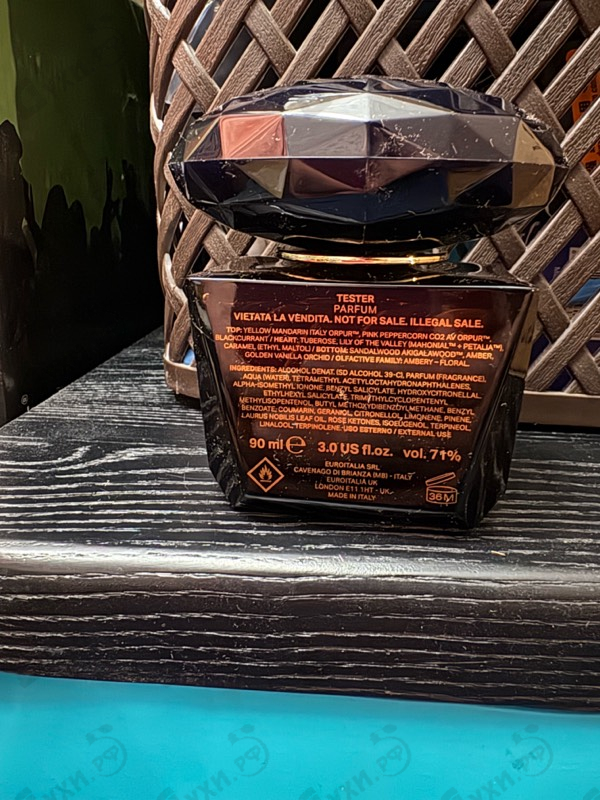 TESTER
PARFUM
VIETATA LA VENDITA. NOT FOR SALE. ILLEGAL SALE.
TOP: YELLOW MANDARIN ITALY ORPUR™, PINK PEPPERCORN CO2 AV ORPUR™,
BLACKCURRANT / HEART, TUBEROSE, LILY OF THE VALLEY (MAHONIAL™ + PETALIA™),
CARAMEL (ETHYL MALTOL) / BOTTOM: SANDALWOOD AKIGALAWOOD™, AMBER,
GOLDEN VANILLA ORCHID / OLFACTIVE FAMILY: AMBERY – FLORAL.
INGREDIENTS: ALCOHOL DENAT. (SD ALCOHOL 39-C), PARFUM (FRAGRANCE),
AQUA (WATER), TETRAMETHYL ACETYLOCTAHYDRONAPHTHALENES,
ALPHA-ISOMETHYL IONONE, BENZYL SALICYLATE, HYDROXYCITRONELLAL,
ETHYLHEXYL SALICYLATE, TRIMETHYLCYCLOPENTENYL
METHYLISOPENTENOL, BUTYL METHOXYDIBENZOYLMETHANE, BENZYL
BENZOATE, COUMARIN, GERANIOL, CITRONELLOL, LIMONENE, PINENE,
LAURUS NOBILIS LEAF OIL, ROSE KETONES, ISOEUGENOL, TERPINEOL,
LINALOOL, TERPINOLENE. USO ESTERNO / EXTERNAL USE
90 ml ℮ 3.0 US fl.oz. vol. 71%
EUROITALIA SRL
CAVENAGO DI BRIANZA (MB) - ITALY
EUROITALIA UK
LONDON E11 1HT - UK
MADE IN ITALY
36M
ДУХИ.РФ